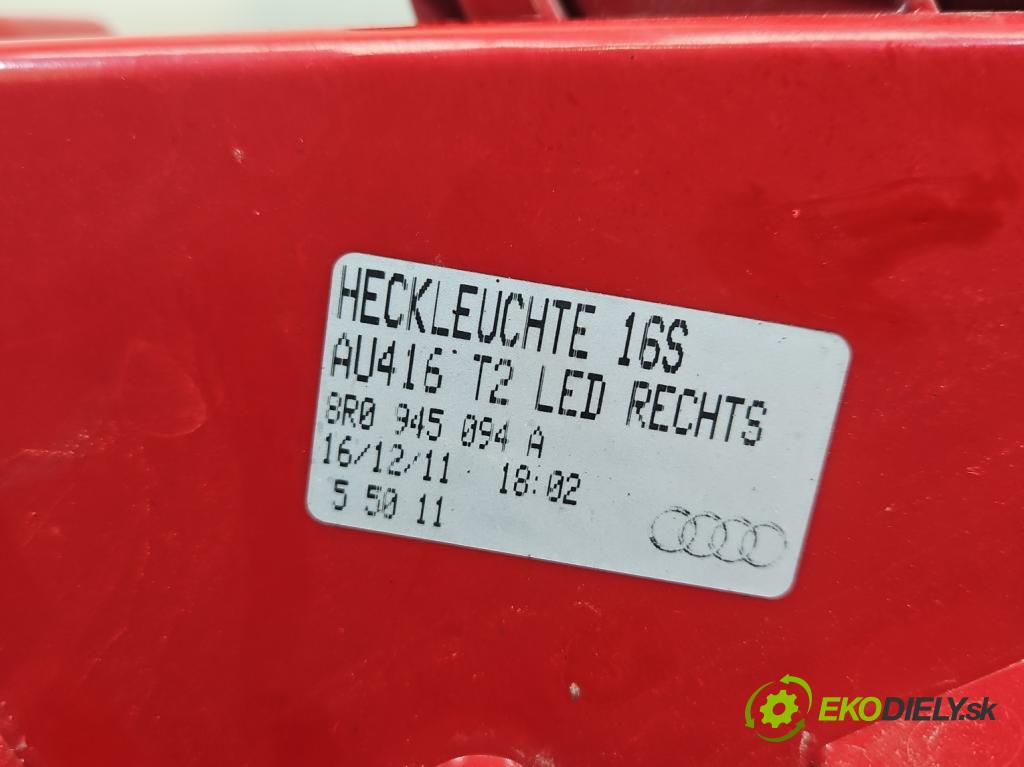 HECKLEUCHTE 16S
AU416 T2 LED RECHTS
8R0 945 094 A
16/12/11 18:02
5 50 11
EKODIELY.sk